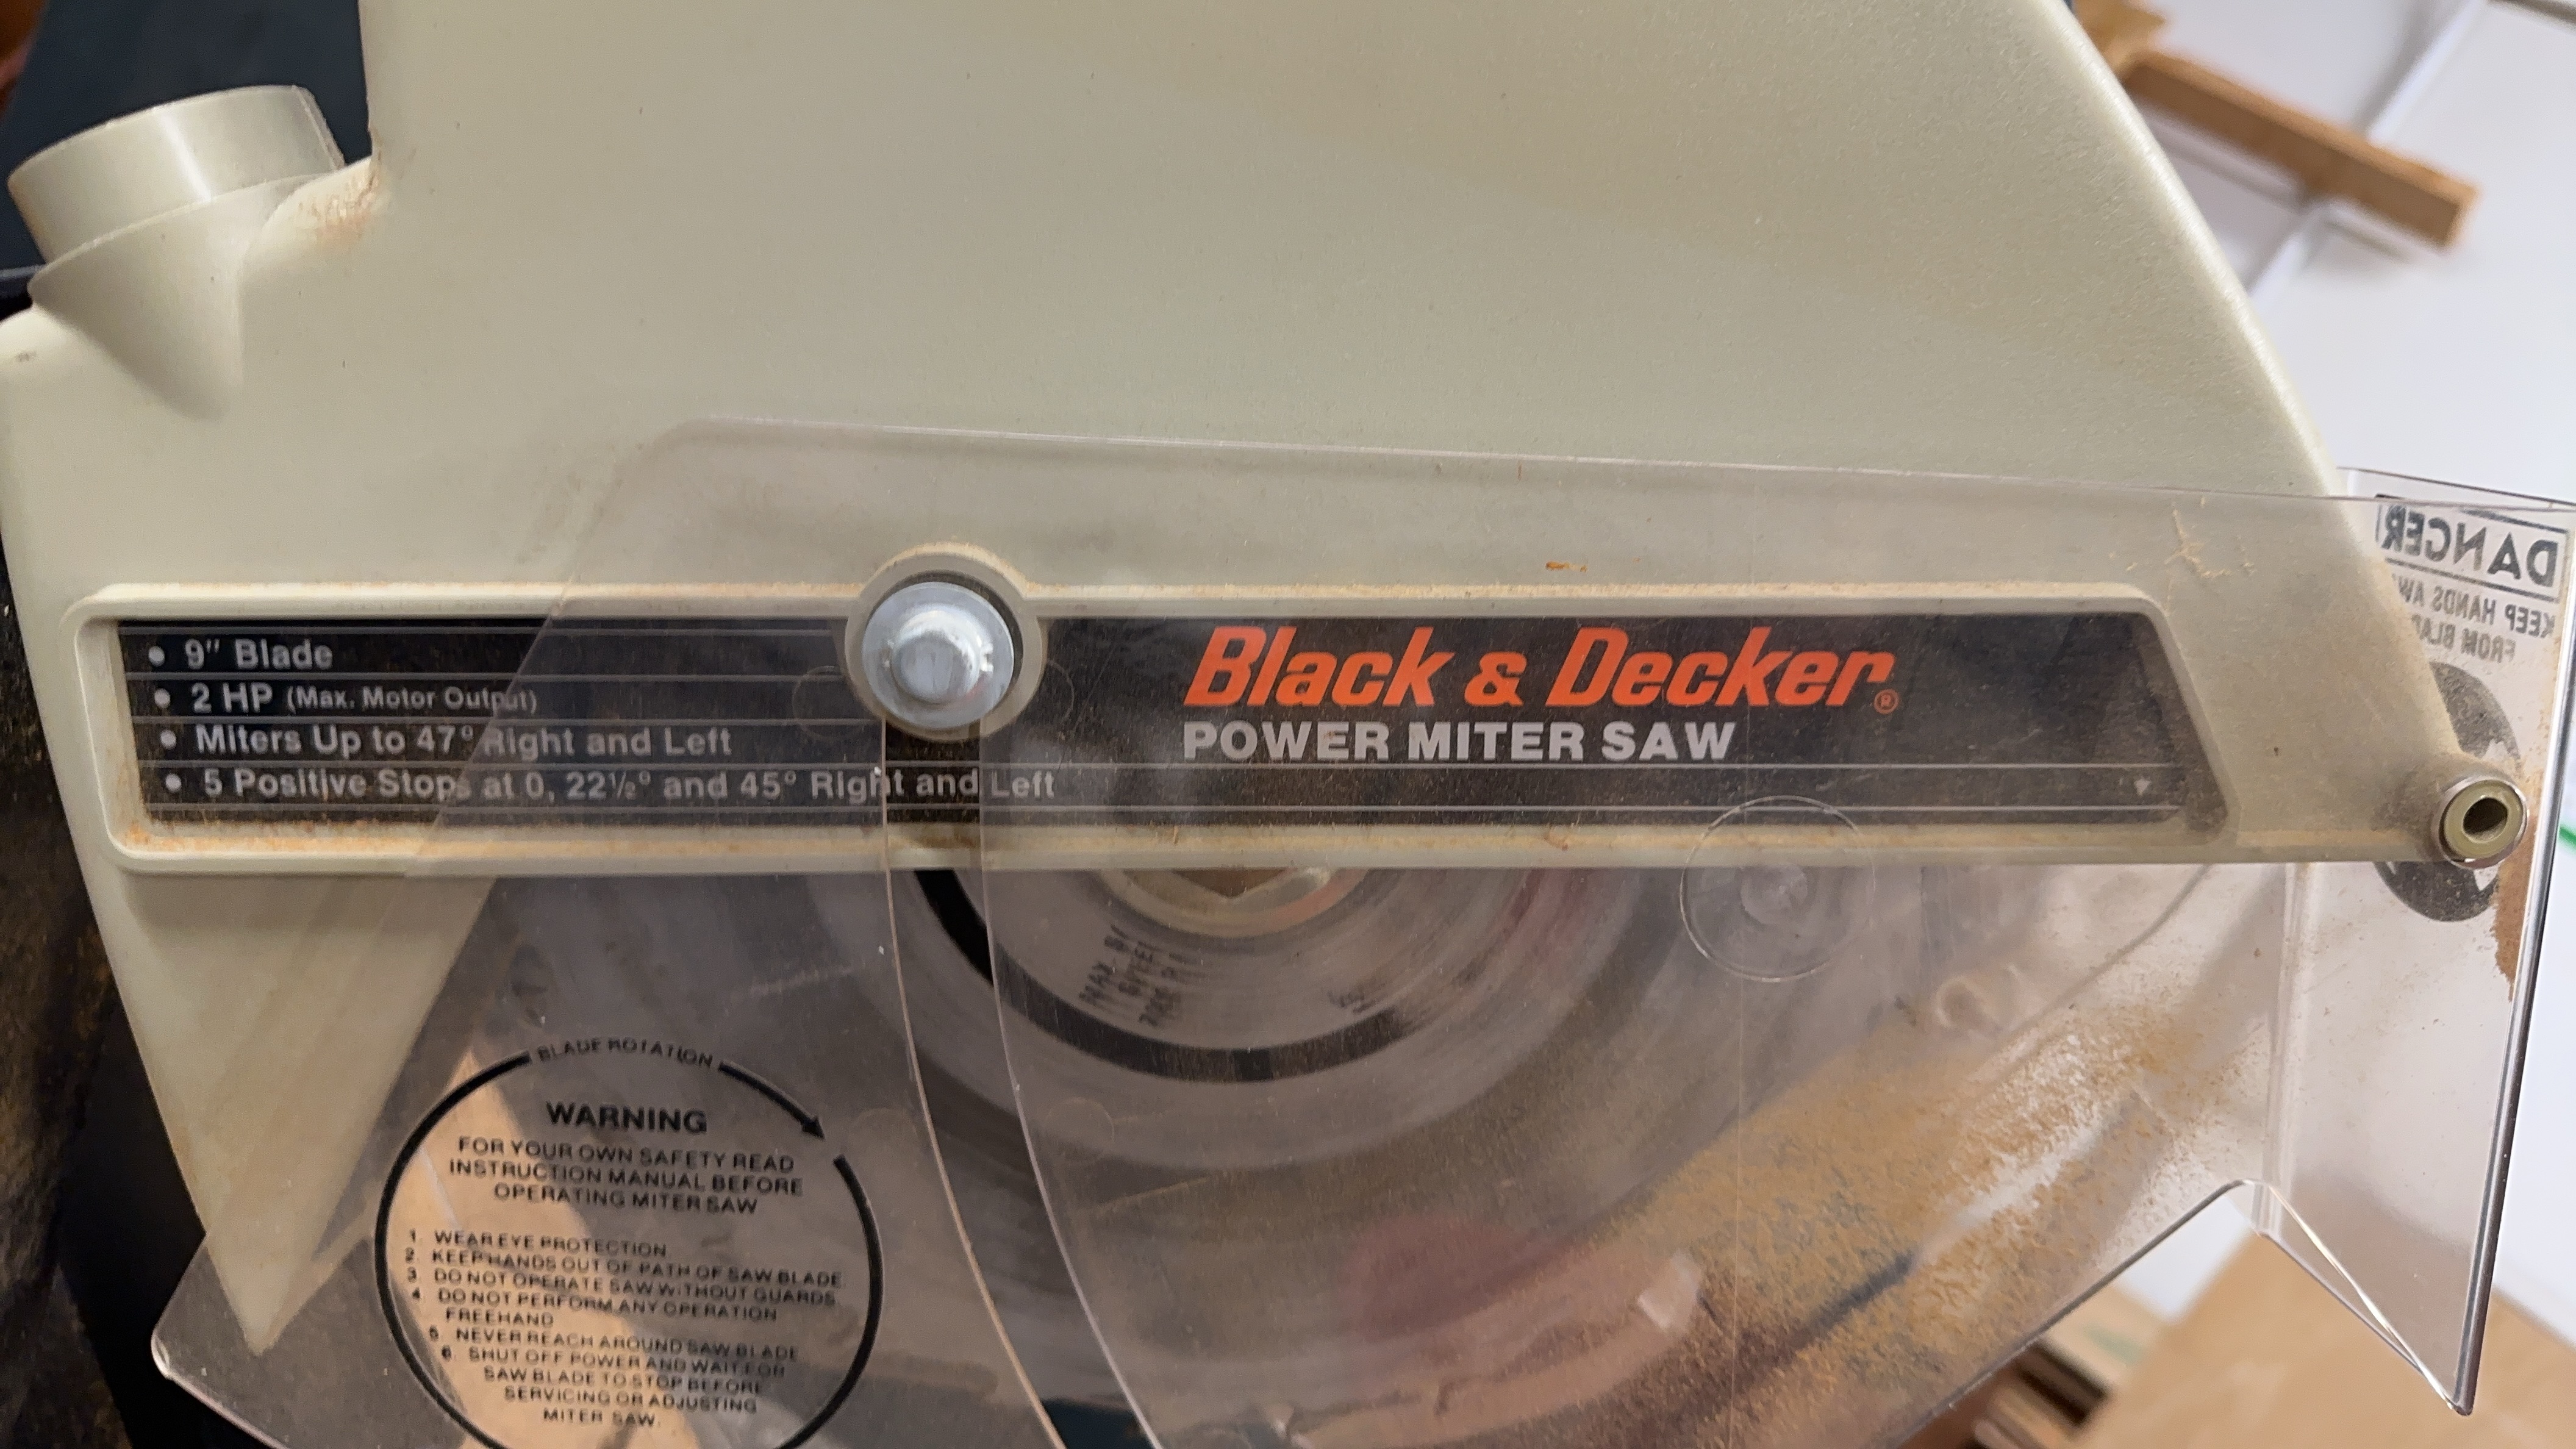 • 9" Blade
• 2 HP (Max. Motor Output)
• Miters Up to 47° Right and Left
• 5 Positive Stops at 0, 22½° and 45° Right and Left
Black & Decker®
POWER MITER SAW
DANGER
KEEP HANDS
FROM
MAX.
BLADE ROTATION
WARNING
FOR YOUR OWN SAFETY READ
INSTRUCTION MANUAL BEFORE
OPERATING MITER SAW
1. WEAR EYE PROTECTION
2. KEEP HANDS OUT OF PATH OF SAW BLADE
3. DO NOT OPERATE SAW WITHOUT GUARDS
4. DO NOT PERFORM ANY OPERATION
FREEHAND
5. NEVER REACH AROUND SAW BLADE
6. SHUT OFF POWER AND WAIT FOR
SAW BLADE TO STOP BEFORE
SERVICING OR ADJUSTING
MITER SAW.